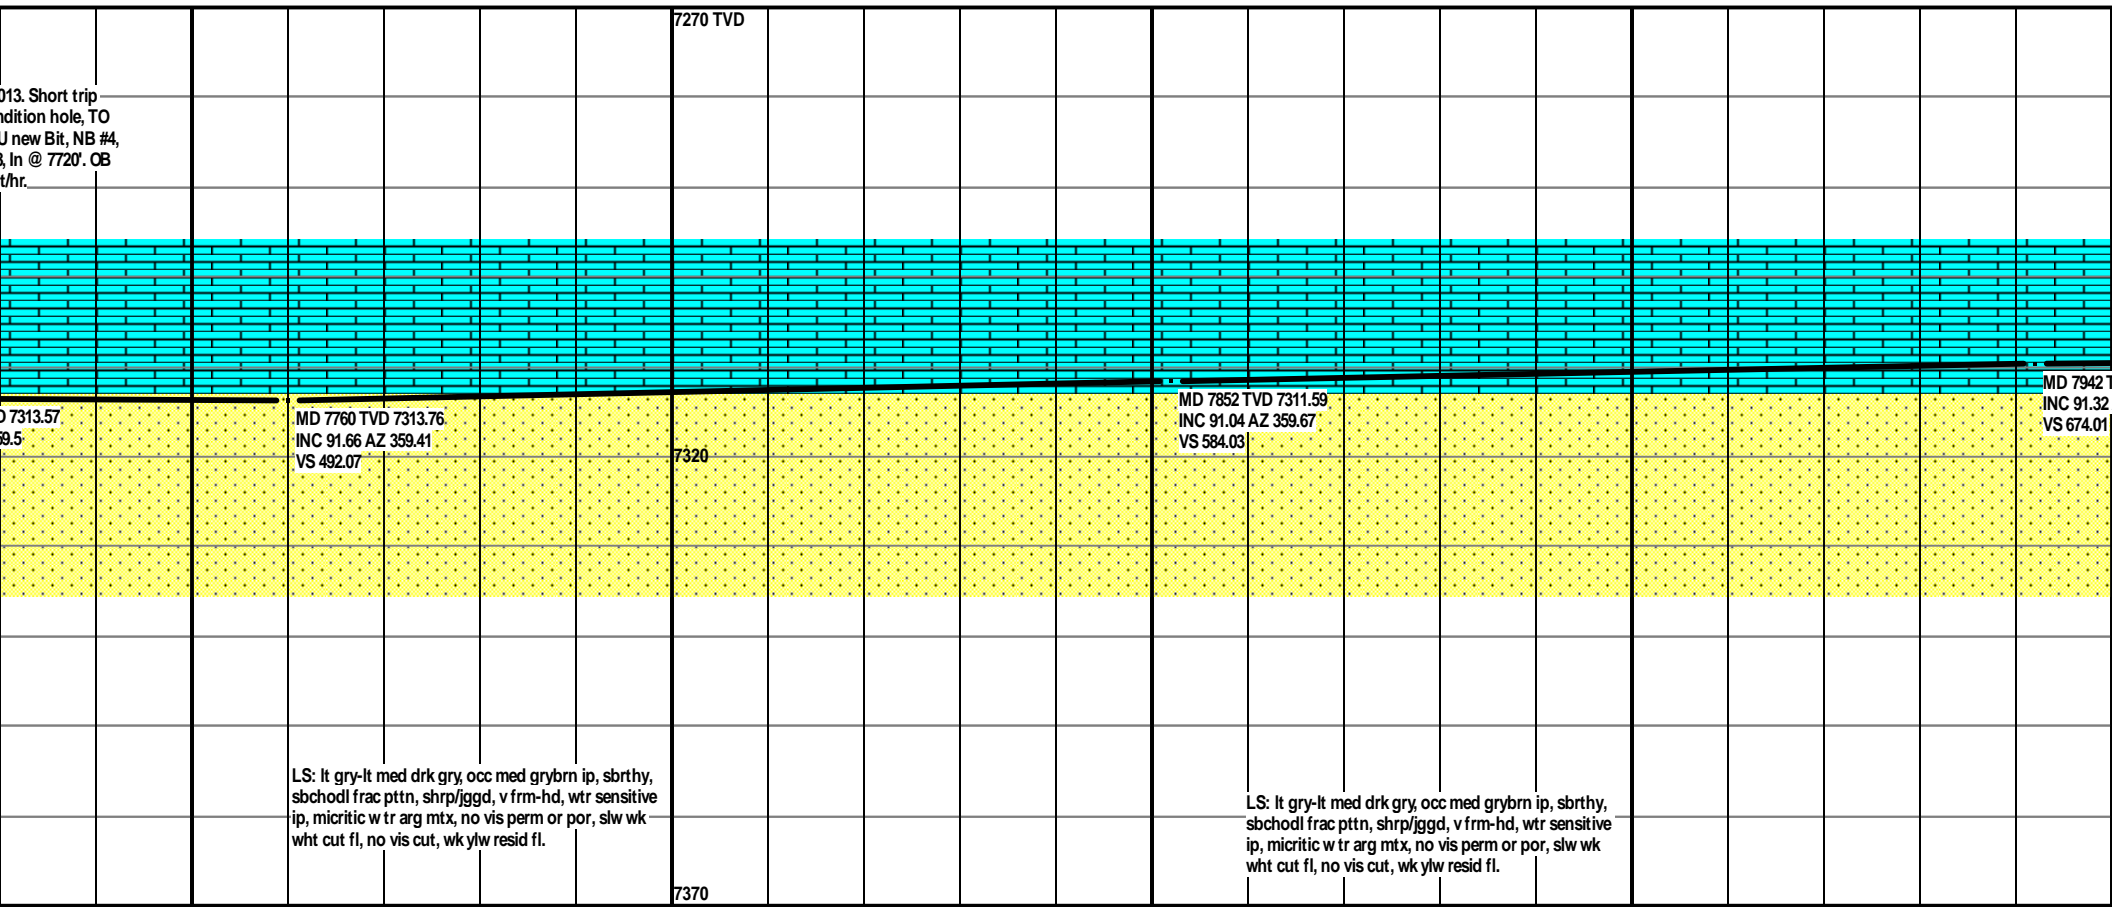 7270 TVD
013. Short trip
ndition hole, TO
U new Bit, NB #4,
, In @ 7720'. OB
t/hr.
7313.57
59.5
MD 7760 TVD 7313.76
INC 91.66 AZ 359.41
VS 492.07
7320
MD 7852 TVD 7311.59
INC 91.04 AZ 359.67
VS 584.03
MD 7942 T
INC 91.32
VS 674.01
LS: lt gry-lt med drk gry, occ med grybrn ip, sbrthy,
sbchodl frac pttn, shrp/jggd, v frm-hd, wtr sensitive
ip, micritic w tr arg mtx, no vis perm or por, slw wk
wht cut fl, no vis cut, wk ylw resid fl.
LS: lt gry-lt med drk gry, occ med grybrn ip, sbrthy,
sbchodl frac pttn, shrp/jggd, v frm-hd, wtr sensitive
ip, micritic w tr arg mtx, no vis perm or por, slw wk
wht cut fl, no vis cut, wk ylw resid fl.
7370